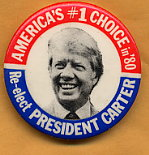 AMERICA'S #1 CHOICE in '80
Re-elect PRESIDENT CARTER